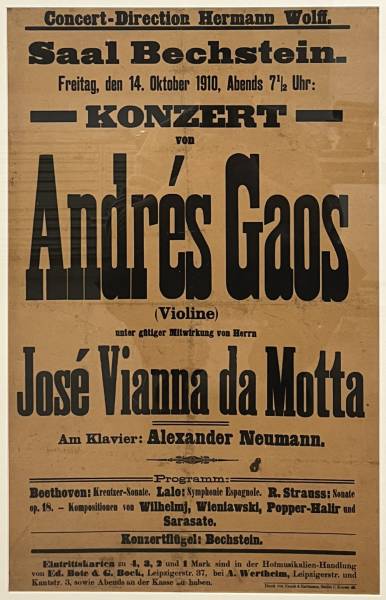 Concert-Direction Hermann Wolff.
Saal Bechstein.
Freitag, den 14. Oktober 1910, Abends 7½ Uhr:
KONZERT
von
Andrés Gaos
(Violine)
unter gütiger Mitwirkung von Herrn
José Vianna da Motta
Am Klavier: Alexander Neumann.
Programm:
Beethoven: Kreutzer-Sonate. Lalo: Symphonie Espagnole. R. Strauss: Sonate
op. 18. – Kompositionen von Wilhelmj, Wieniawski, Popper-Halir und
Sarasate.
Konzertflügel: Bechstein.
Eintrittskarten zu 4, 3, 2 und 1 Mark sind in der Hofmusikalien-Handlung
von Ed. Bote & G. Bock, Leipzigerstr. 37, bei A. Wertheim, Leipzigerstr. und
Kantstr. 3, sowie Abends an der Kasse zu haben.